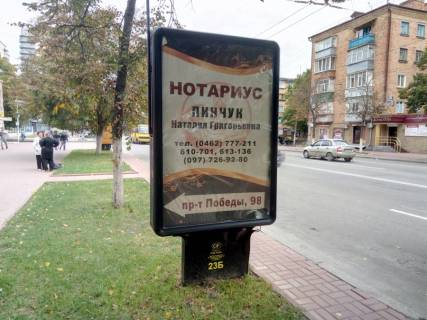 НОТАРИУС
ПИНЧУК
Наталия Григорьевна
тел. (0462) 777-211
610-701, 613-136
(097)-726-92-80
пр-т Победы, 98
23Б